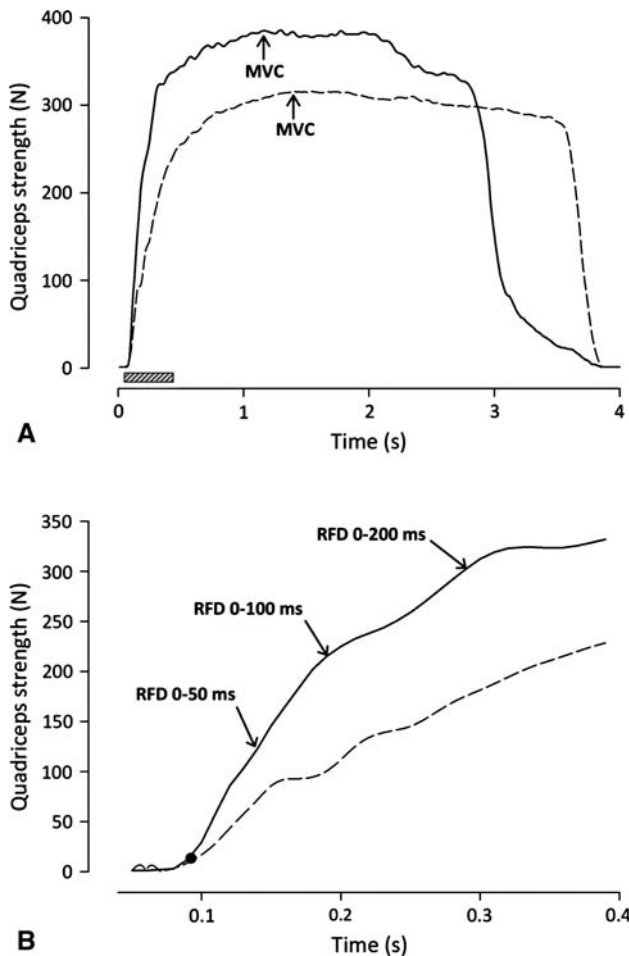 400
300
200
100
0
Quadriceps strength (N)
MVC
MVC
0 1 2 3 4
A
Time (s)
350
300
250
200
150
100
50
0
Quadriceps strength (N)
RFD 0-200 ms
RFD 0-100 ms
RFD 0-50 ms
0.1 0.2 0.3 0.4
B
Time (s)